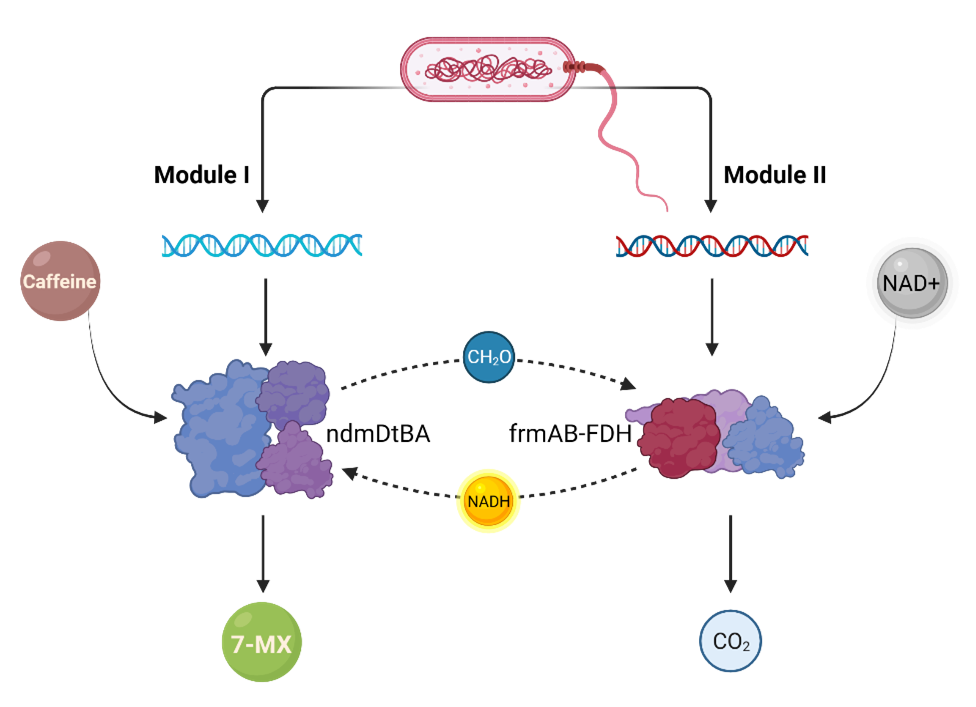 Module I
Module II
Caffeine
NAD+
CH₂O
ndmDtBA
frmAB-FDH
NADH
7-MX
CO₂